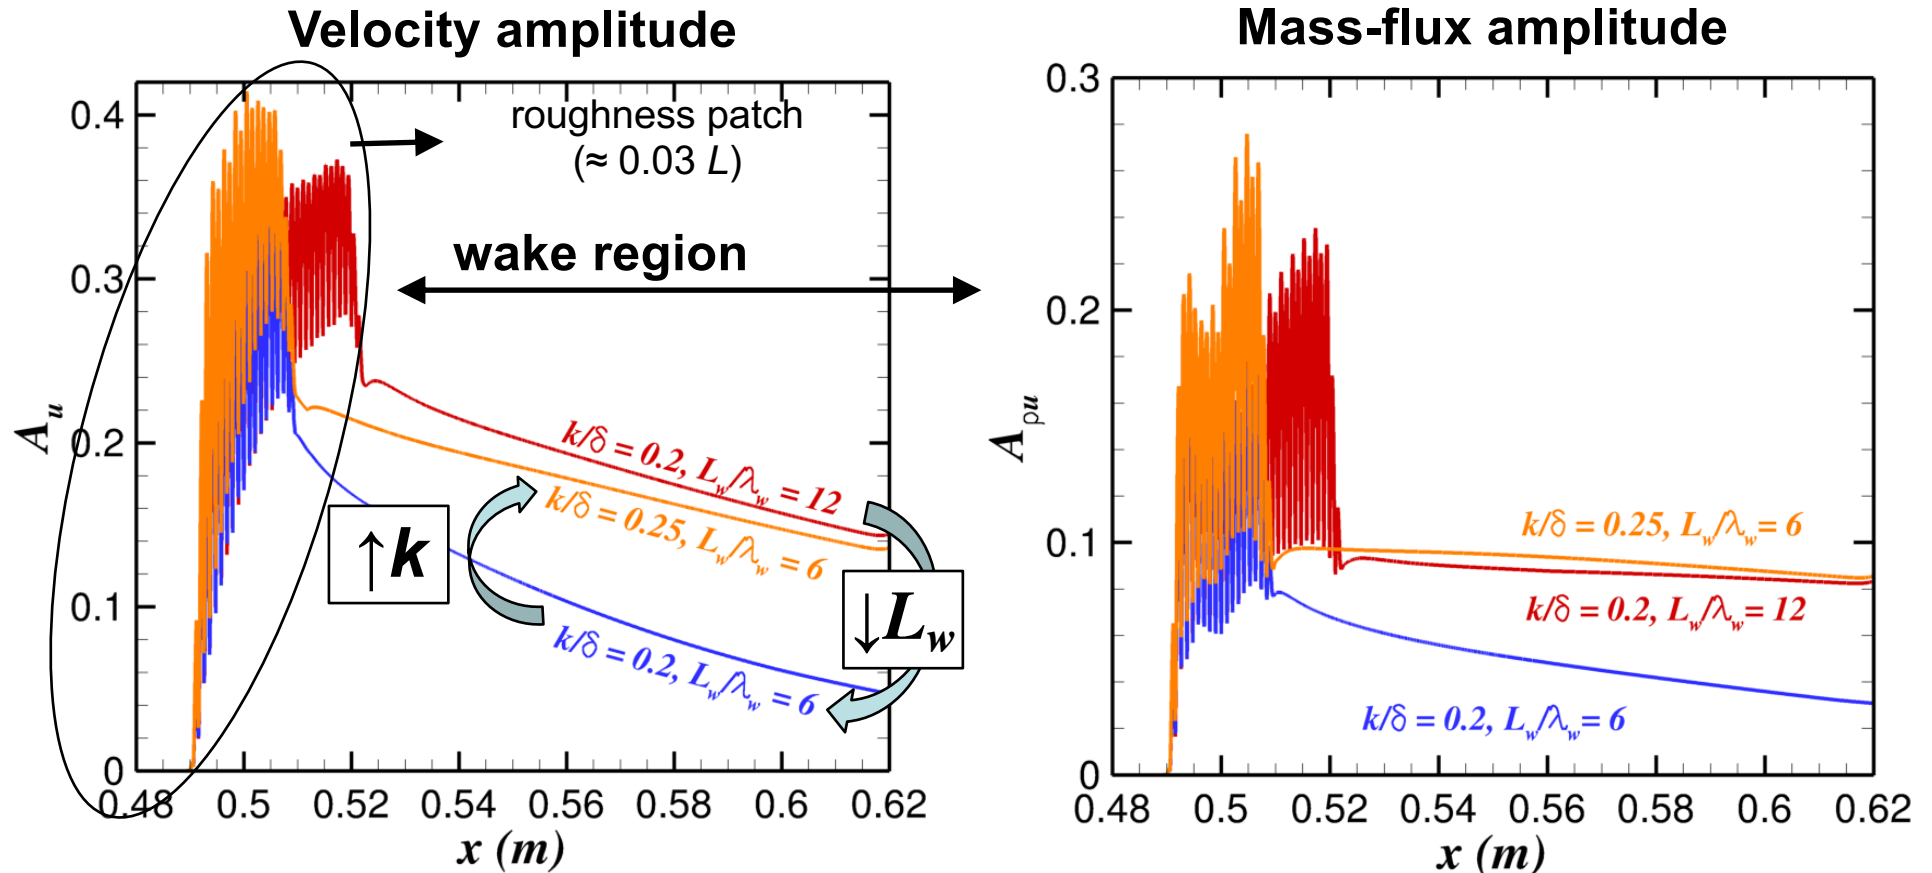 Velocity amplitude
0.4
0.3
0.2
0.1
0
A_u
roughness patch
(≈ 0.03 L)
wake region
k/δ = 0.2, L_w/λ_w = 12
k/δ = 0.25, L_w/λ_w = 6
k/δ = 0.2, L_w/λ_w = 6
↑k
↓L_w
0.48 0.5 0.52 0.54 0.56 0.58 0.6 0.62
x (m)
Mass-flux amplitude
0.3
0.2
0.1
0
A_ρu
k/δ = 0.25, L_w/λ_w = 6
k/δ = 0.2, L_w/λ_w = 12
k/δ = 0.2, L_w/λ_w = 6
0.48 0.5 0.52 0.54 0.56 0.58 0.6 0.62
x (m)